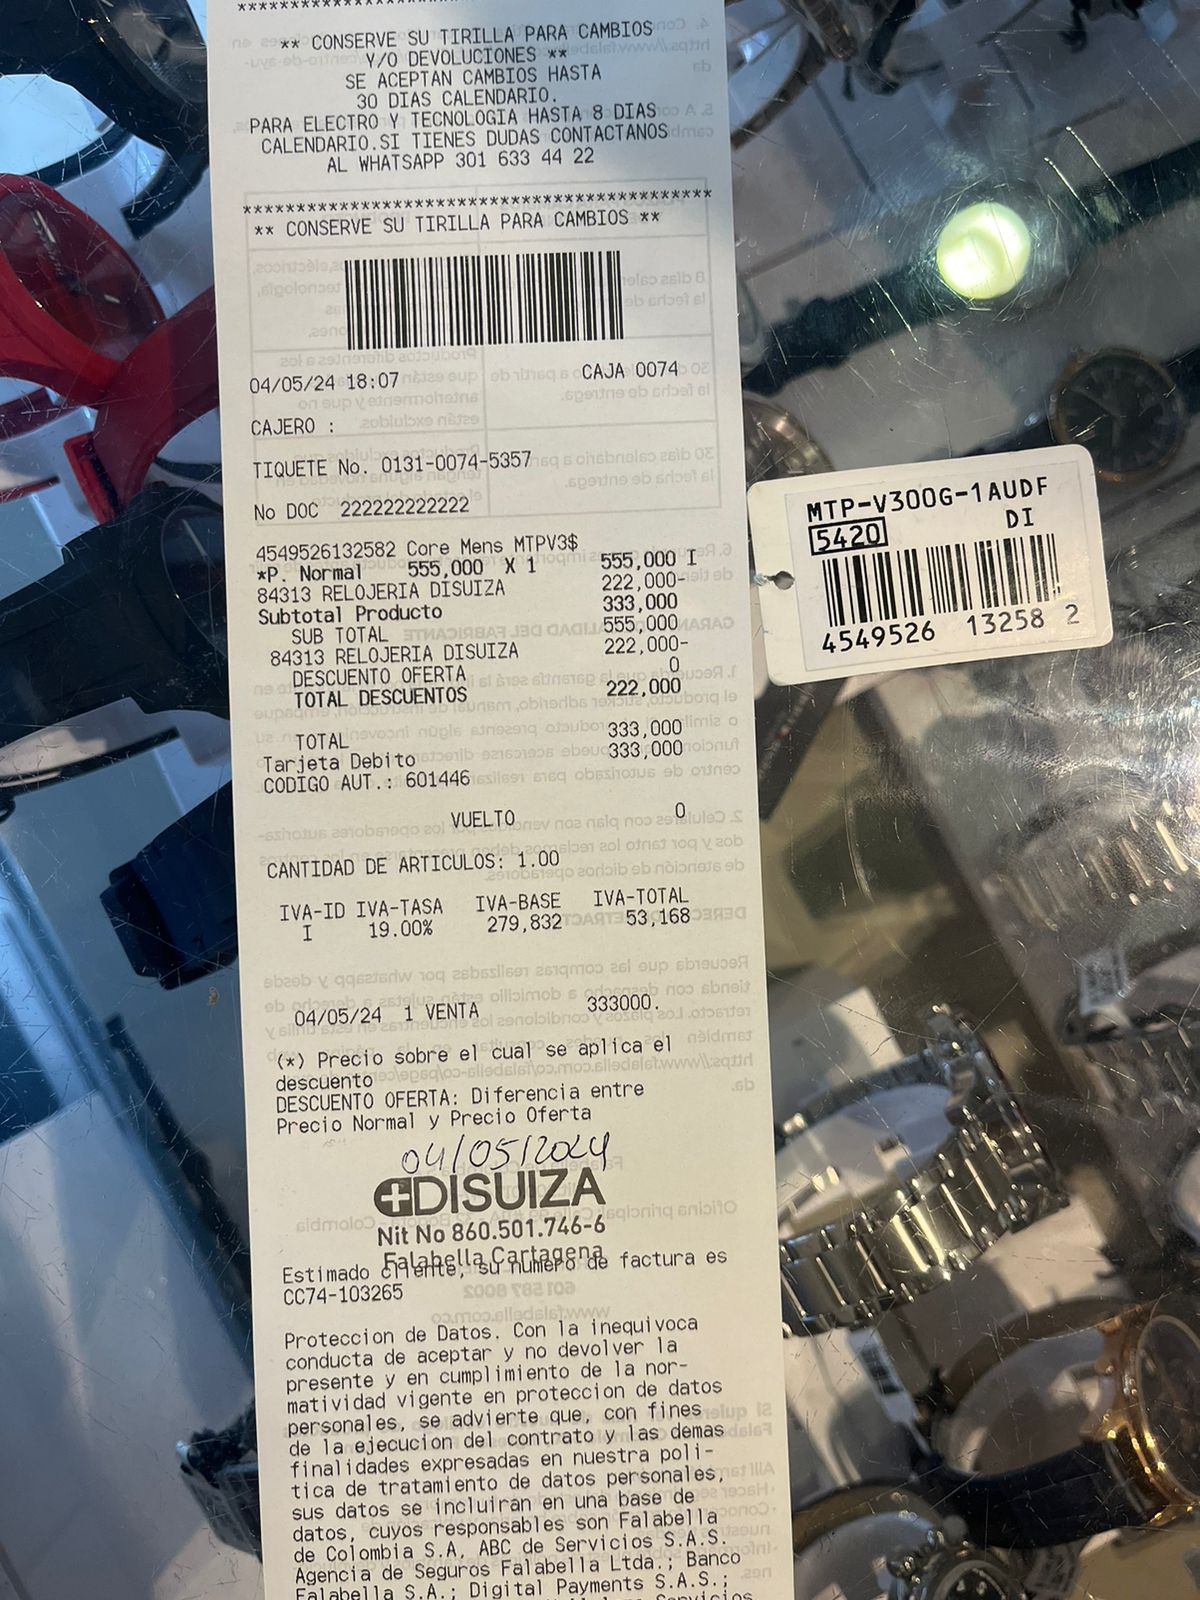 ** CONSERVE SU TIRILLA PARA CAMBIOS
Y/O DEVOLUCIONES **
SE ACEPTAN CAMBIOS HASTA
30 DIAS CALENDARIO.
PARA ELECTRO Y TECNOLOGIA HASTA 8 DIAS
CALENDARIO.SI TIENES DUDAS CONTACTANOS
AL WHATSAPP 301 633 44 22
********************************************
** CONSERVE SU TIRILLA PARA CAMBIOS **
04/05/24 18:07 CAJA 0074
CAJERO :
TIQUETE No. 0131-0074-5357
No DOC 222222222222
4549526132582 Core Mens MTPV3$
*P. Normal 555,000 X 1 555,000 I
84313 RELOJERIA DISUIZA 222,000-
Subtotal Producto 333,000
SUB TOTAL 555,000
84313 RELOJERIA DISUIZA 222,000-
DESCUENTO OFERTA 0
TOTAL DESCUENTOS 222,000
TOTAL 333,000
Tarjeta Debito 333,000
CODIGO AUT.: 601446
VUELTO 0
CANTIDAD DE ARTICULOS: 1.00
IVA-ID IVA-TASA IVA-BASE IVA-TOTAL
I 19.00% 279,832 53,168
04/05/24 1 VENTA 333000.
(*) Precio sobre el cual se aplica el
descuento
DESCUENTO OFERTA: Diferencia entre
Precio Normal y Precio Oferta
04/05/2024
DISUIZA
Nit No 860.501.746-6
Falabella Cartagena
Estimado cliente, su numero de factura es
CC74-103265
Proteccion de Datos. Con la inequivoca
conducta de aceptar y no devolver la
presente y en cumplimiento de la nor-
matividad vigente en proteccion de datos
personales, se advierte que, con fines
de la ejecucion del contrato y las demas
finalidades expresadas en nuestra poli-
tica de tratamiento de datos personales,
sus datos se incluiran en una base de
datos, cuyos responsables son Falabella
de Colombia S.A, ABC de Servicios S.A.S.
Agencia de Seguros Falabella Ltda.; Banco
Falabella S.A.; Digital Payments S.A.S.;
MTP-V300G-1AUDF
5420 DI
4549526 13258 2